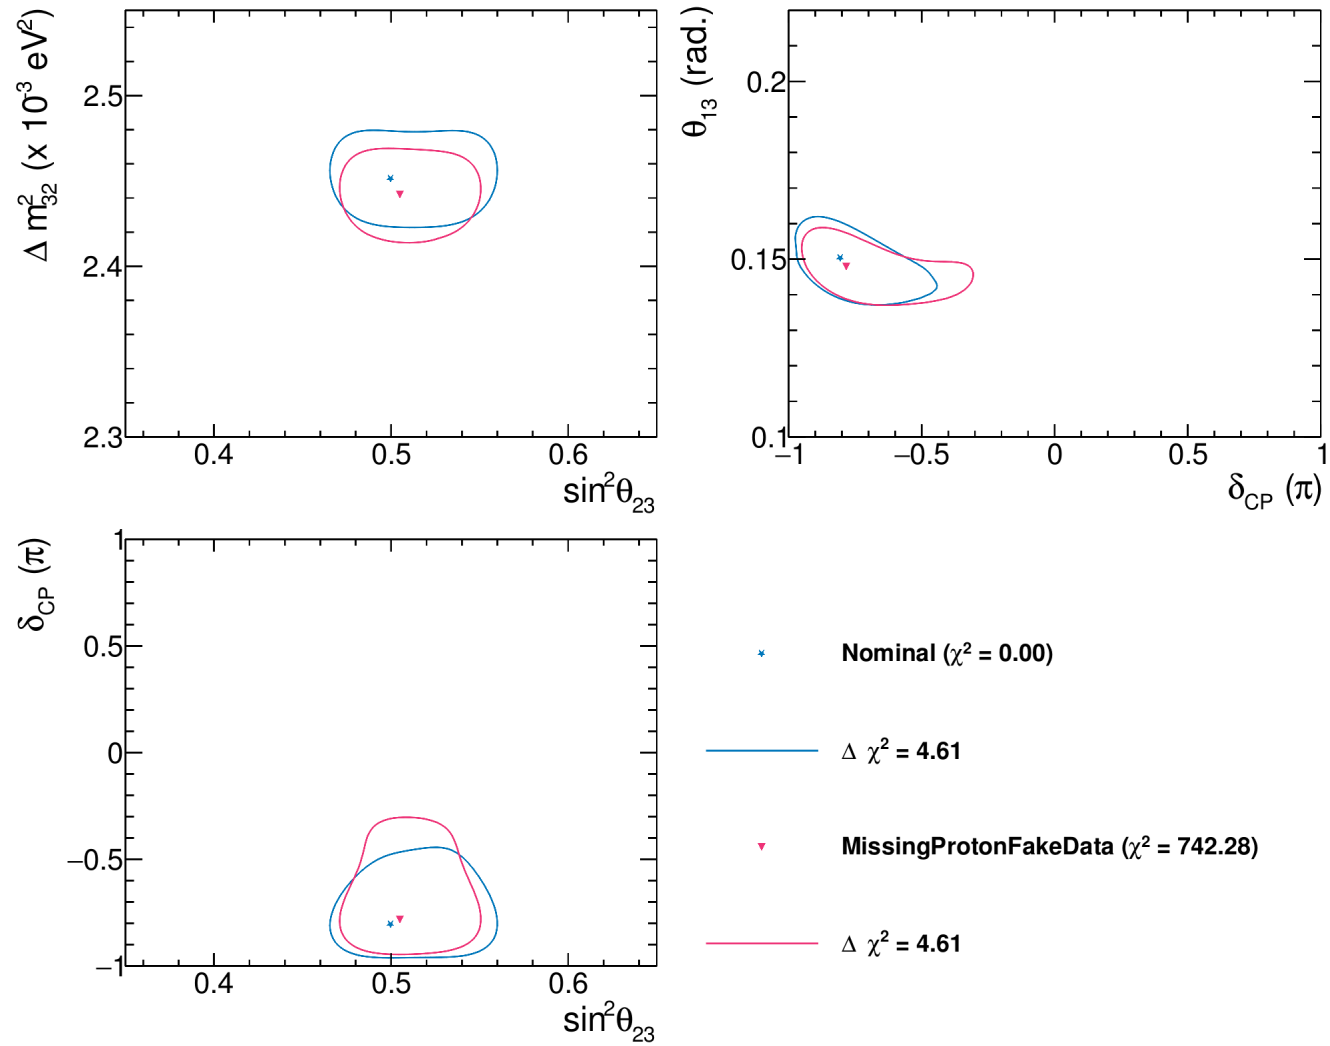 Δ m²₃₂ (x 10⁻³ eV²)
2.5
2.4
2.3
0.4 0.5 0.6
sin²θ₂₃
θ₁₃ (rad.)
0.2
0.15
0.1
−1 −0.5 0 0.5 1
δ_CP (π)
δ_CP (π)
1
0.5
0
−0.5
−1
0.4 0.5 0.6
sin²θ₂₃
Nominal (χ² = 0.00)
Δ χ² = 4.61
MissingProtonFakeData (χ² = 742.28)
Δ χ² = 4.61